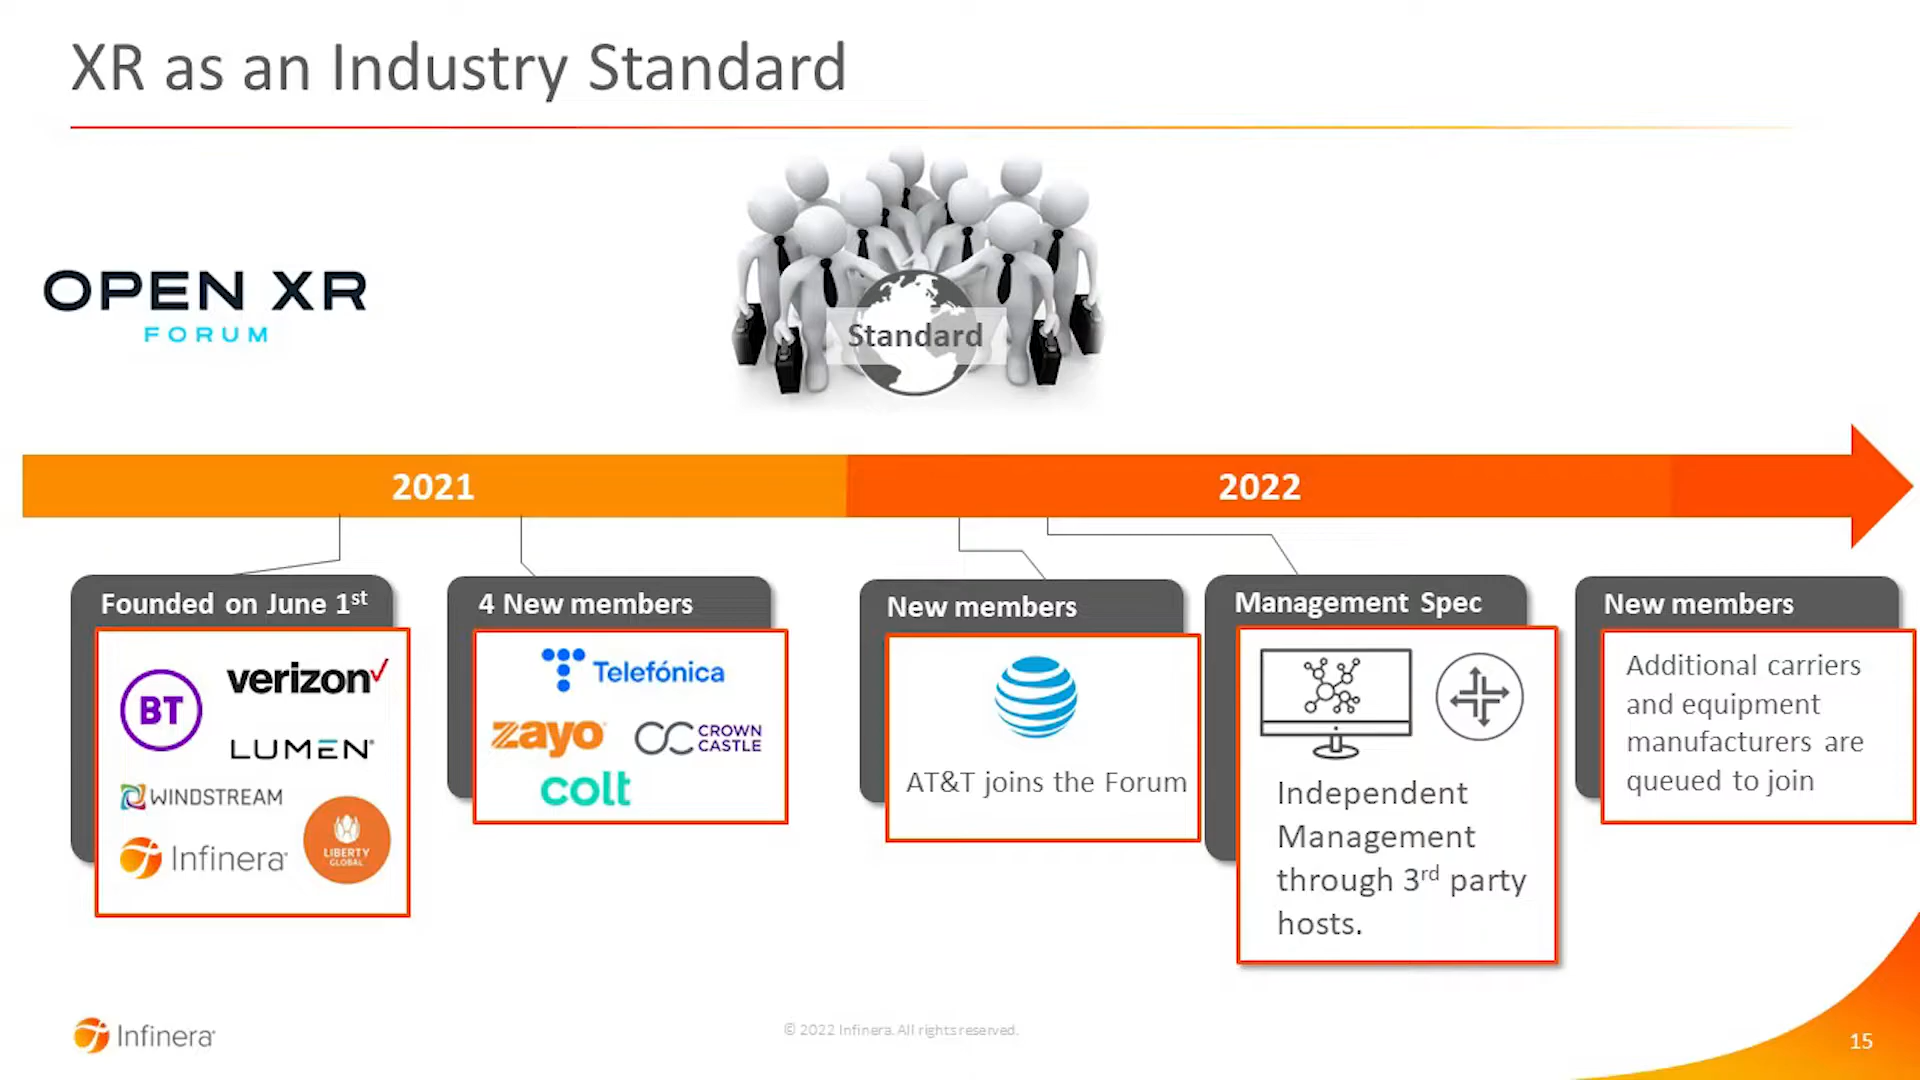 XR as an Industry Standard
OPEN XR
FORUM
Standard
2021
2022
Founded on June 1st
BT
verizon
LUMEN®
WINDSTREAM
Infinera
LIBERTY
GLOBAL
4 New members
Telefónica
zayo
CROWN
CASTLE
colt
New members
AT&T joins the Forum
Management Spec
Independent
Management
through 3rd party
hosts.
New members
Additional carriers
and equipment
manufacturers are
queued to join
Infinera
© 2022 Infinera. All rights reserved.
15